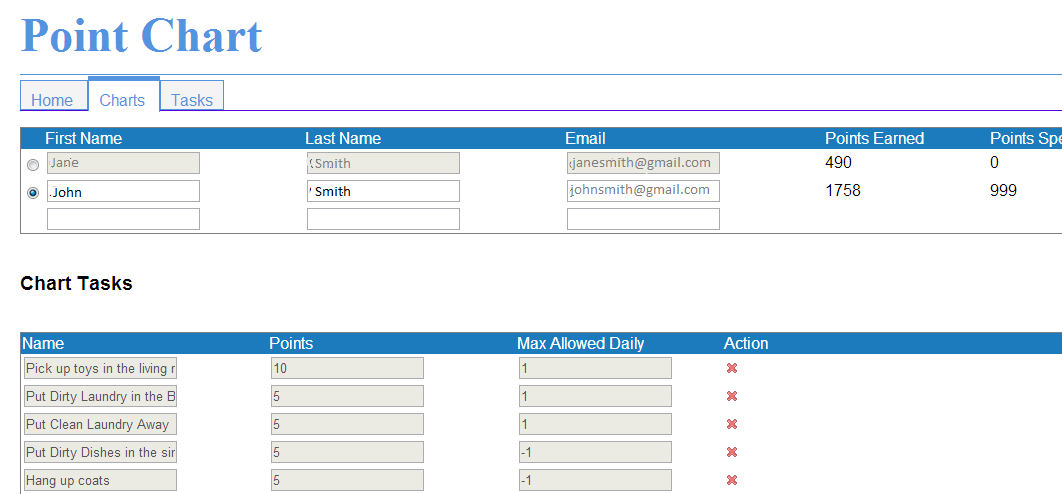 Point Chart
Home Charts Tasks
First Name Last Name Email Points Earned Points Spe
Jane Smith janesmith@gmail.com 490 0
John Smith johnsmith@gmail.com 1758 999
Chart Tasks
Name Points Max Allowed Daily Action
Pick up toys in the living r 10 1
Put Dirty Laundry in the B 5 1
Put Clean Laundry Away 5 1
Put Dirty Dishes in the sin 5 -1
Hang up coats 5 -1